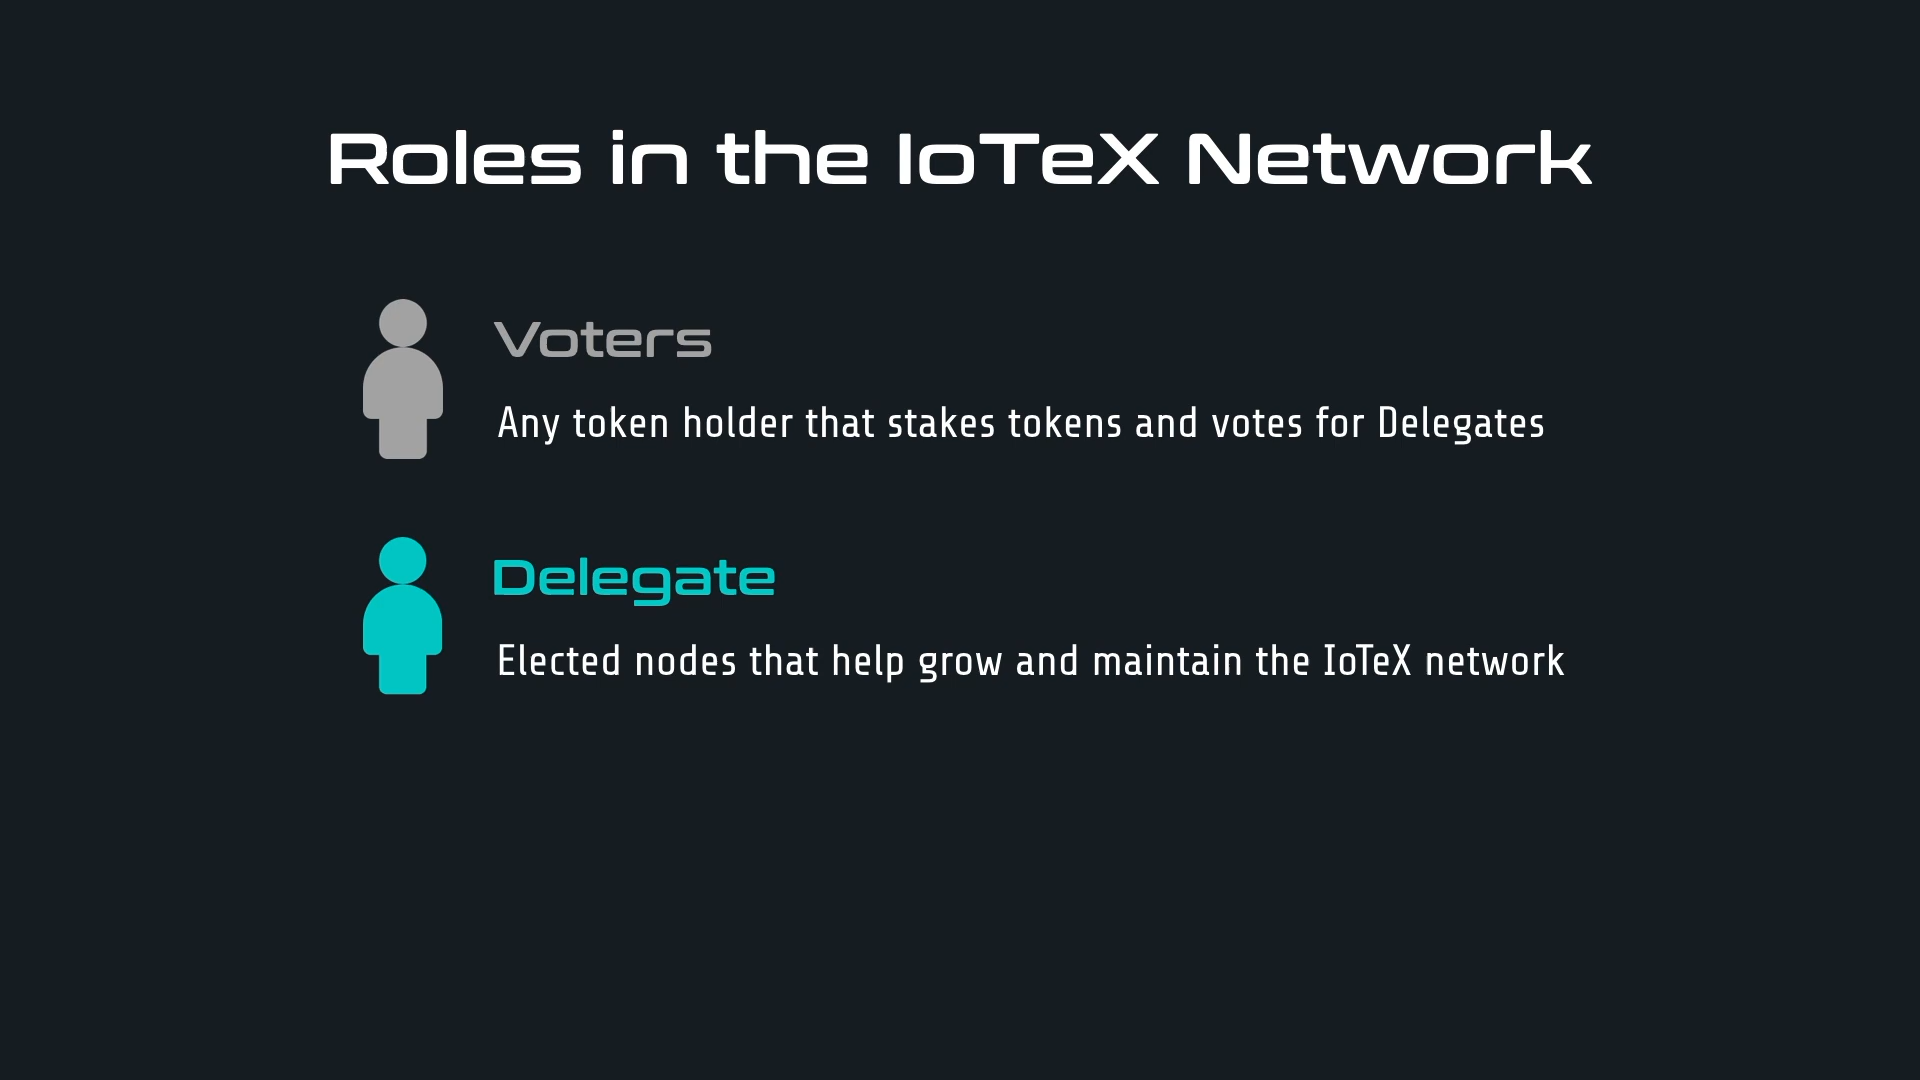 Roles in the IoTeX Network
Voters
Any token holder that stakes tokens and votes for Delegates
Delegate
Elected nodes that help grow and maintain the IoTeX network